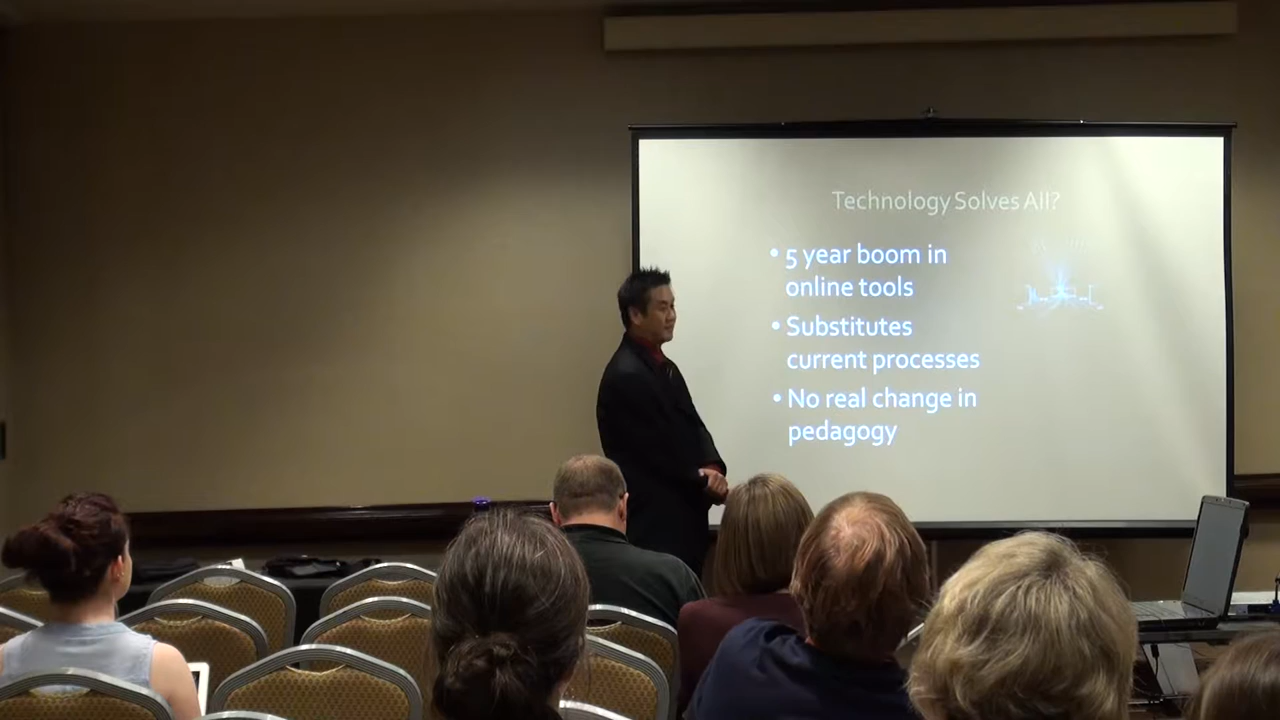 Technology Solves All?
• 5 year boom in
online tools
• Substitutes
current processes
• No real change in
pedagogy